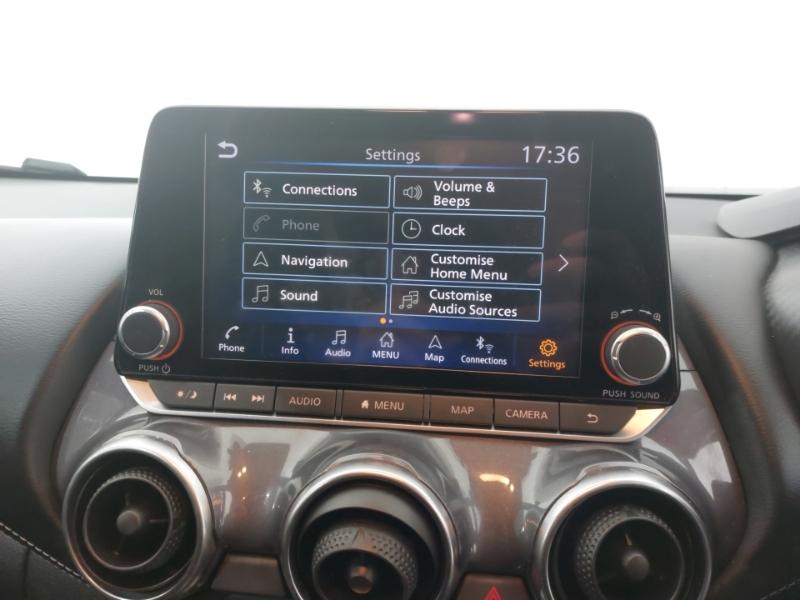 Settings
17:36
Connections
Volume &
Beeps
Phone
Clock
Navigation
Customise
Home Menu
Sound
Customise
Audio Sources
Phone
Info
Audio
MENU
Map
Connections
Settings
VOL
PUSH
PUSH SOUND
AUDIO
MENU
MAP
CAMERA